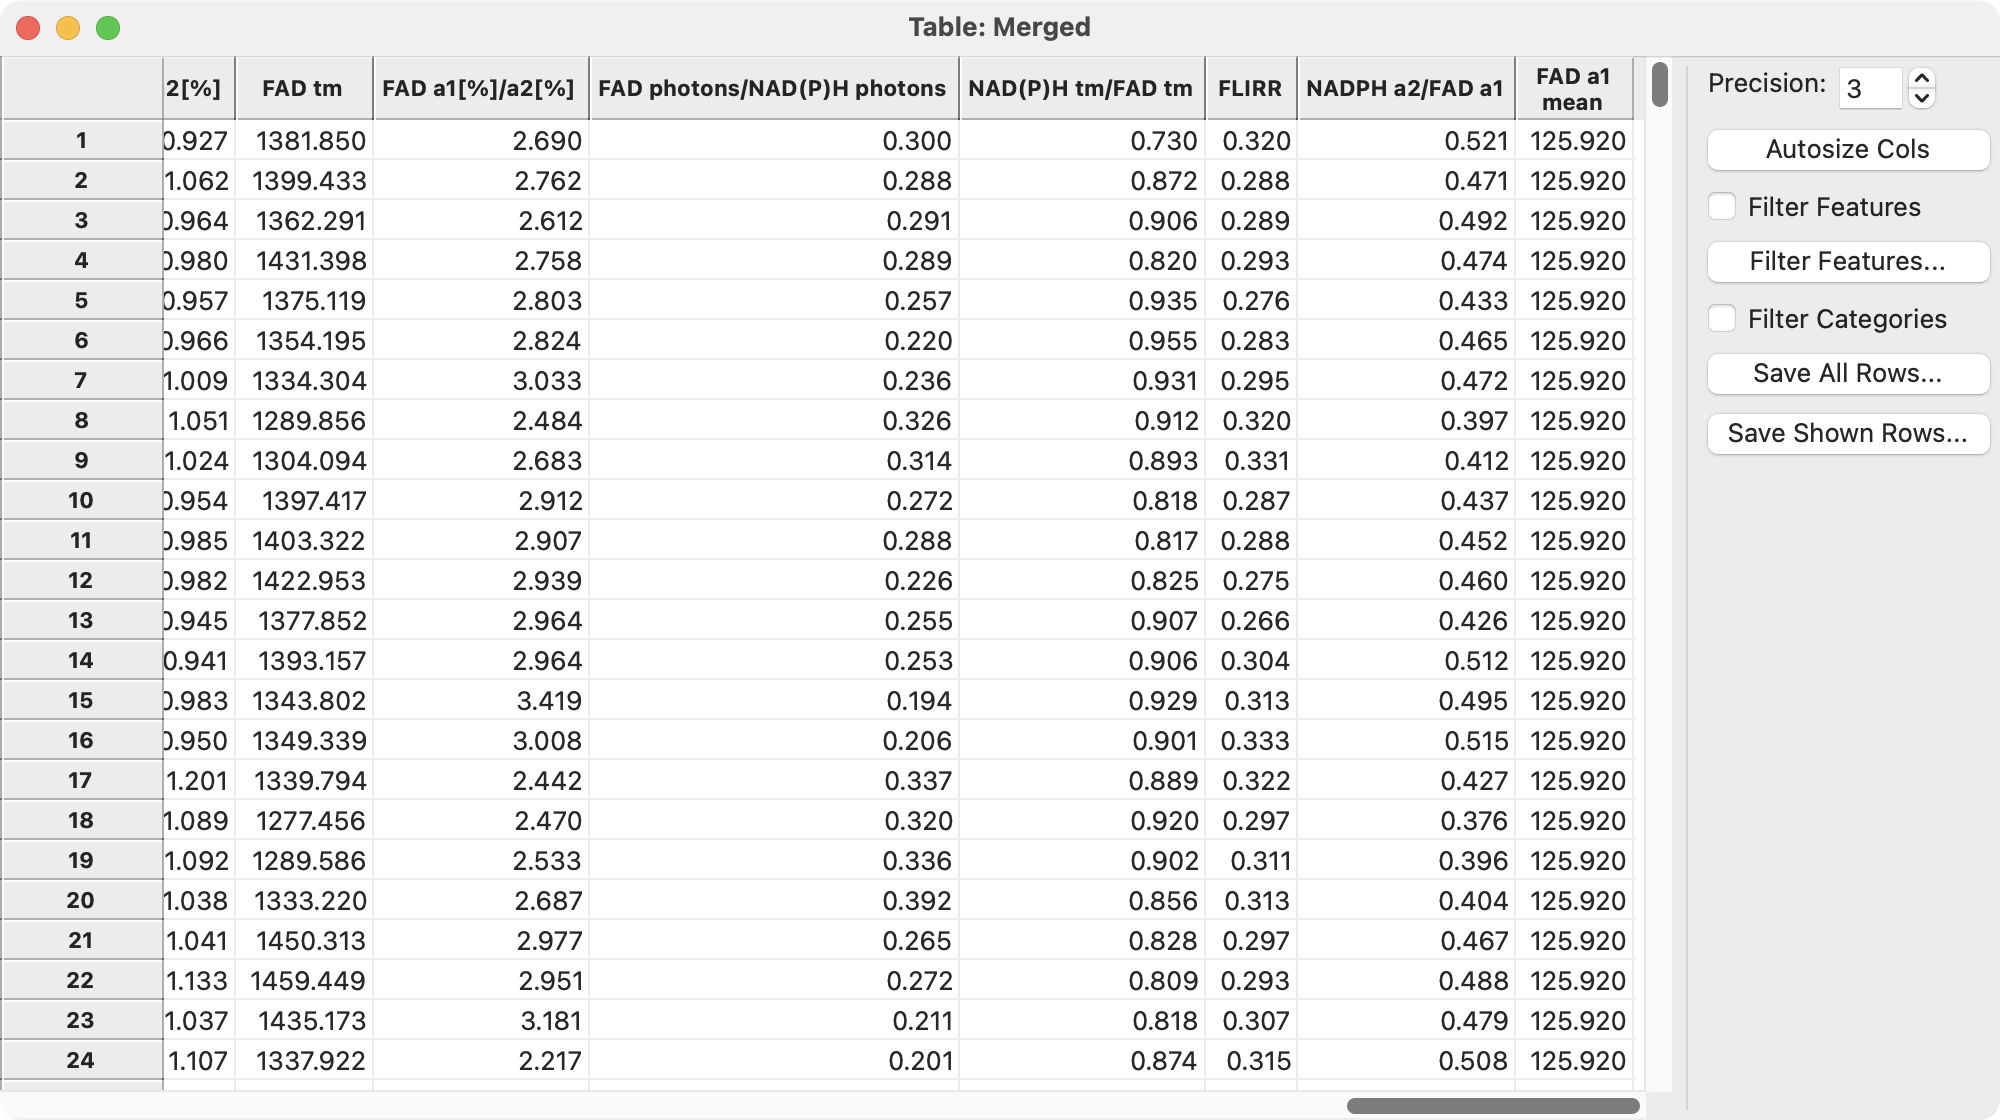 Table: Merged
2[%] FAD tm FAD a1[%]/a2[%] FAD photons/NAD(P)H photons NAD(P)H tm/FAD tm FLIRR NADPH a2/FAD a1 FAD a1 mean
1 0.927 1381.850 2.690 0.300 0.730 0.320 0.521 125.920
2 1.062 1399.433 2.762 0.288 0.872 0.288 0.471 125.920
3 0.964 1362.291 2.612 0.291 0.906 0.289 0.492 125.920
4 0.980 1431.398 2.758 0.289 0.820 0.293 0.474 125.920
5 0.957 1375.119 2.803 0.257 0.935 0.276 0.433 125.920
6 0.966 1354.195 2.824 0.220 0.955 0.283 0.465 125.920
7 1.009 1334.304 3.033 0.236 0.931 0.295 0.472 125.920
8 1.051 1289.856 2.484 0.326 0.912 0.320 0.397 125.920
9 1.024 1304.094 2.683 0.314 0.893 0.331 0.412 125.920
10 0.954 1397.417 2.912 0.272 0.818 0.287 0.437 125.920
11 0.985 1403.322 2.907 0.288 0.817 0.288 0.452 125.920
12 0.982 1422.953 2.939 0.226 0.825 0.275 0.460 125.920
13 0.945 1377.852 2.964 0.255 0.907 0.266 0.426 125.920
14 0.941 1393.157 2.964 0.253 0.906 0.304 0.512 125.920
15 0.983 1343.802 3.419 0.194 0.929 0.313 0.495 125.920
16 0.950 1349.339 3.008 0.206 0.901 0.333 0.515 125.920
17 1.201 1339.794 2.442 0.337 0.889 0.322 0.427 125.920
18 1.089 1277.456 2.470 0.320 0.920 0.297 0.376 125.920
19 1.092 1289.586 2.533 0.336 0.902 0.311 0.396 125.920
20 1.038 1333.220 2.687 0.392 0.856 0.313 0.404 125.920
21 1.041 1450.313 2.977 0.265 0.828 0.297 0.467 125.920
22 1.133 1459.449 2.951 0.272 0.809 0.293 0.488 125.920
23 1.037 1435.173 3.181 0.211 0.818 0.307 0.479 125.920
24 1.107 1337.922 2.217 0.201 0.874 0.315 0.508 125.920
Precision: 3
Autosize Cols
Filter Features
Filter Features...
Filter Categories
Save All Rows...
Save Shown Rows...